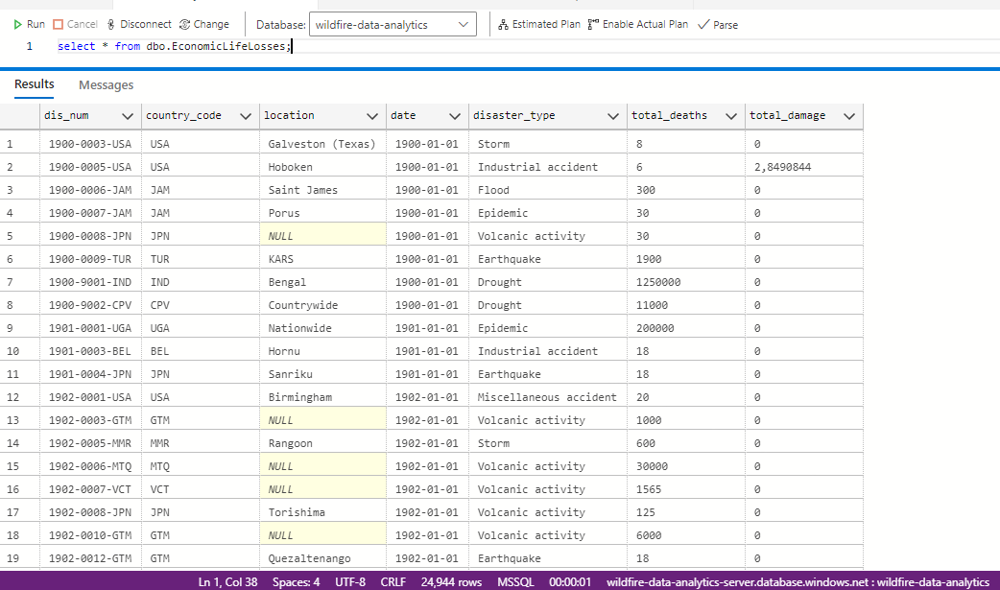 Run Cancel Disconnect Change Database: wildfire-data-analytics Estimated Plan Enable Actual Plan Parse
1 select * from dbo.EconomicLifeLosses;
Results Messages
dis_num country_code location date disaster_type total_deaths total_damage
1 1900-0003-USA USA Galveston (Texas) 1900-01-01 Storm 8 0
2 1900-0005-USA USA Hoboken 1900-01-01 Industrial accident 6 2,8490844
3 1900-0006-JAM JAM Saint James 1900-01-01 Flood 300 0
4 1900-0007-JAM JAM Porus 1900-01-01 Epidemic 30 0
5 1900-0008-JPN JPN NULL 1900-01-01 Volcanic activity 30 0
6 1900-0009-TUR TUR KARS 1900-01-01 Earthquake 1900 0
7 1900-9001-IND IND Bengal 1900-01-01 Drought 1250000 0
8 1900-9002-CPV CPV Countrywide 1900-01-01 Drought 11000 0
9 1901-0001-UGA UGA Nationwide 1901-01-01 Epidemic 200000 0
10 1901-0003-BEL BEL Hornu 1901-01-01 Industrial accident 18 0
11 1901-0004-JPN JPN Sanriku 1901-01-01 Earthquake 18 0
12 1902-0001-USA USA Birmingham 1902-01-01 Miscellaneous accident 20 0
13 1902-0003-GTM GTM NULL 1902-01-01 Volcanic activity 1000 0
14 1902-0005-MMR MMR Rangoon 1902-01-01 Storm 600 0
15 1902-0006-MTQ MTQ NULL 1902-01-01 Volcanic activity 30000 0
16 1902-0007-VCT VCT NULL 1902-01-01 Volcanic activity 1565 0
17 1902-0008-JPN JPN Torishima 1902-01-01 Volcanic activity 125 0
18 1902-0010-GTM GTM NULL 1902-01-01 Volcanic activity 6000 0
19 1902-0012-GTM GTM Quezaltenango 1902-01-01 Earthquake 18 0
Ln 1, Col 38 Spaces: 4 UTF-8 CRLF 24,944 rows MSSQL 00:00:01 wildfire-data-analytics-server.database.windows.net : wildfire-data-analytics